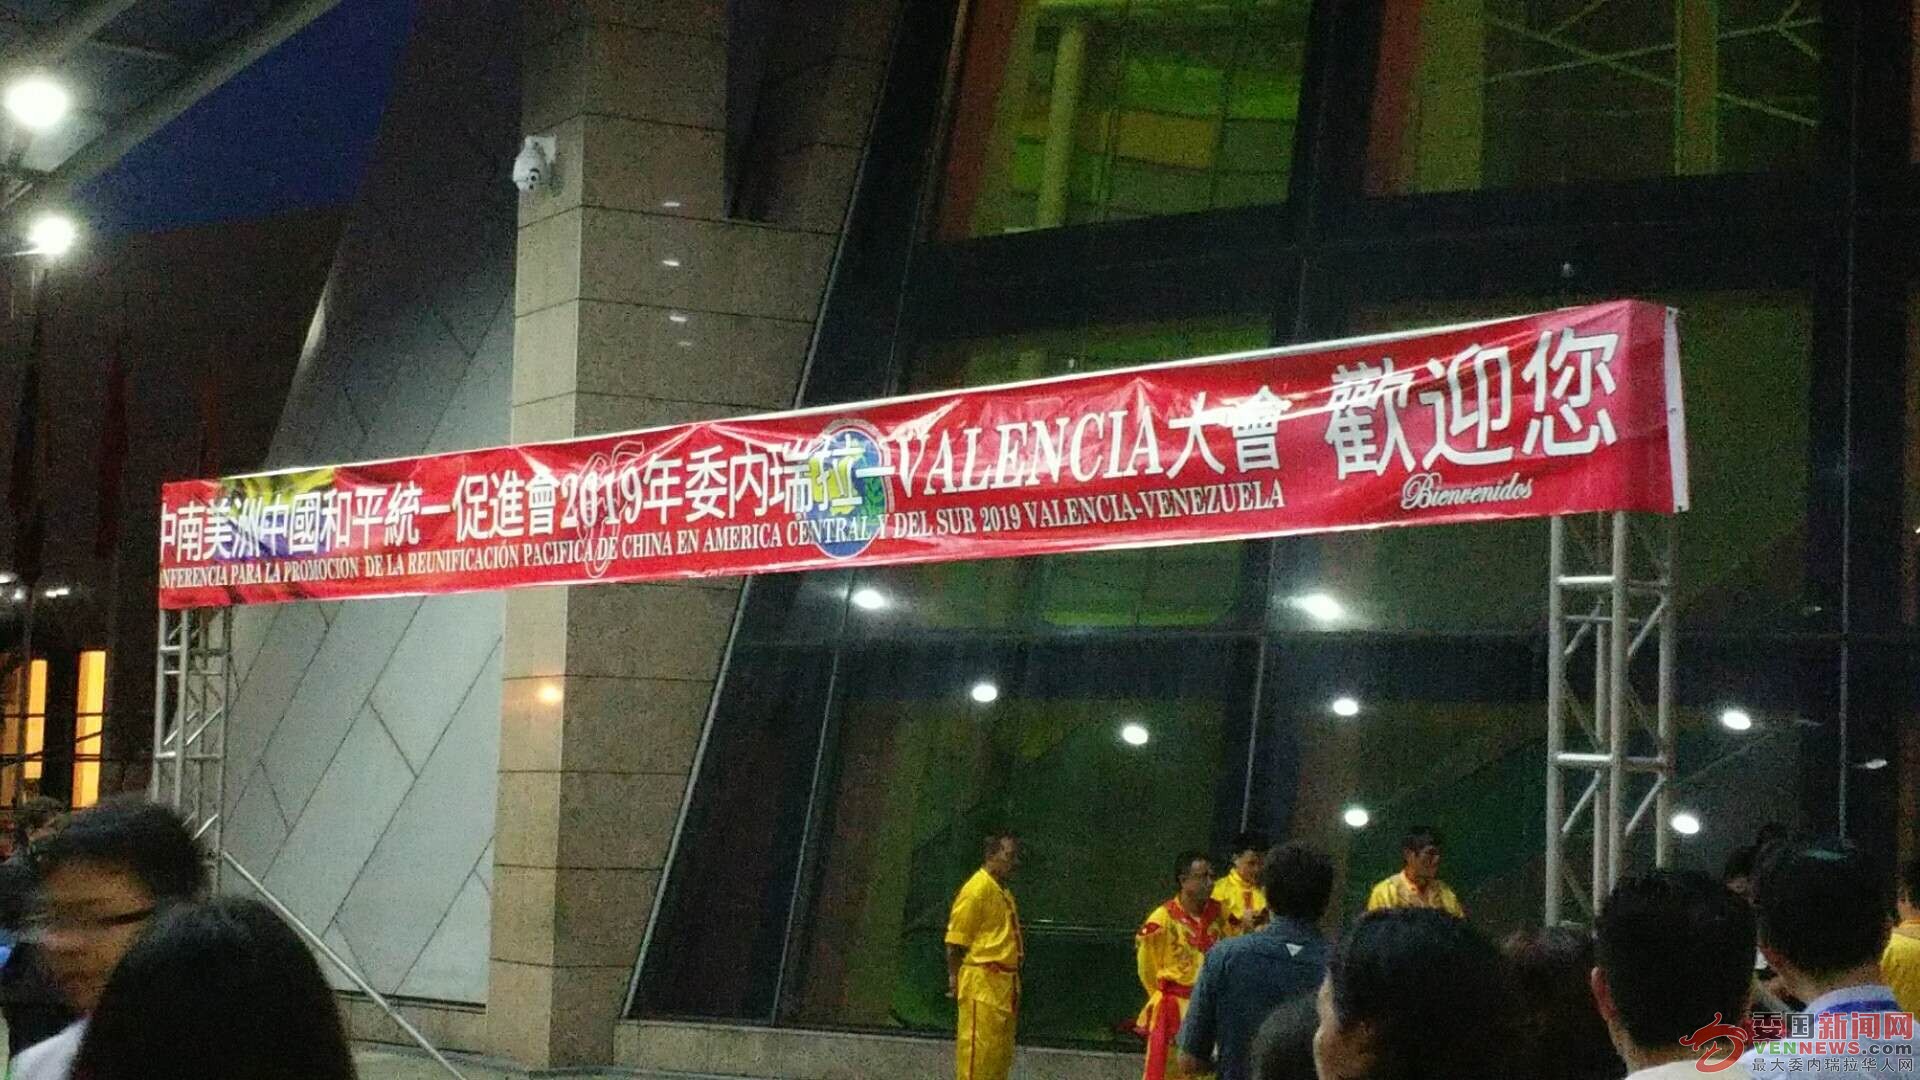 中南美洲中國和平統一促進會2019年委內瑞拉—VALENCIA大會 歡迎您
NFERENCIA PARA LA PROMOCION DE LA REUNIFICACIÓN PACIFICA DE CHINA EN AMERICA CENTRAL Y DEL SUR 2019 VALENCIA-VENEZUELA
Bienvenidos
委国新闻网
VENNEWS.com
最大委内瑞拉华人网